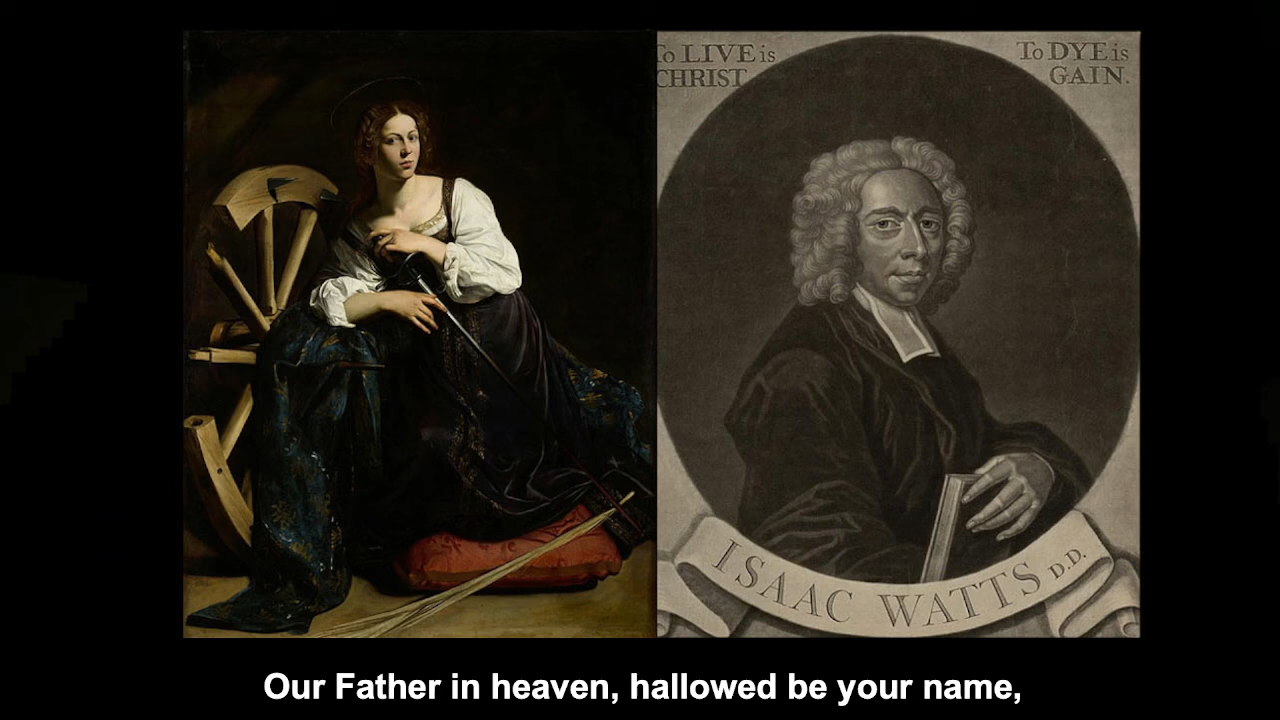 To LIVE is
CHRIST
To DYE is
GAIN.
ISAAC WATTS D.D.
Our Father in heaven, hallowed be your name,